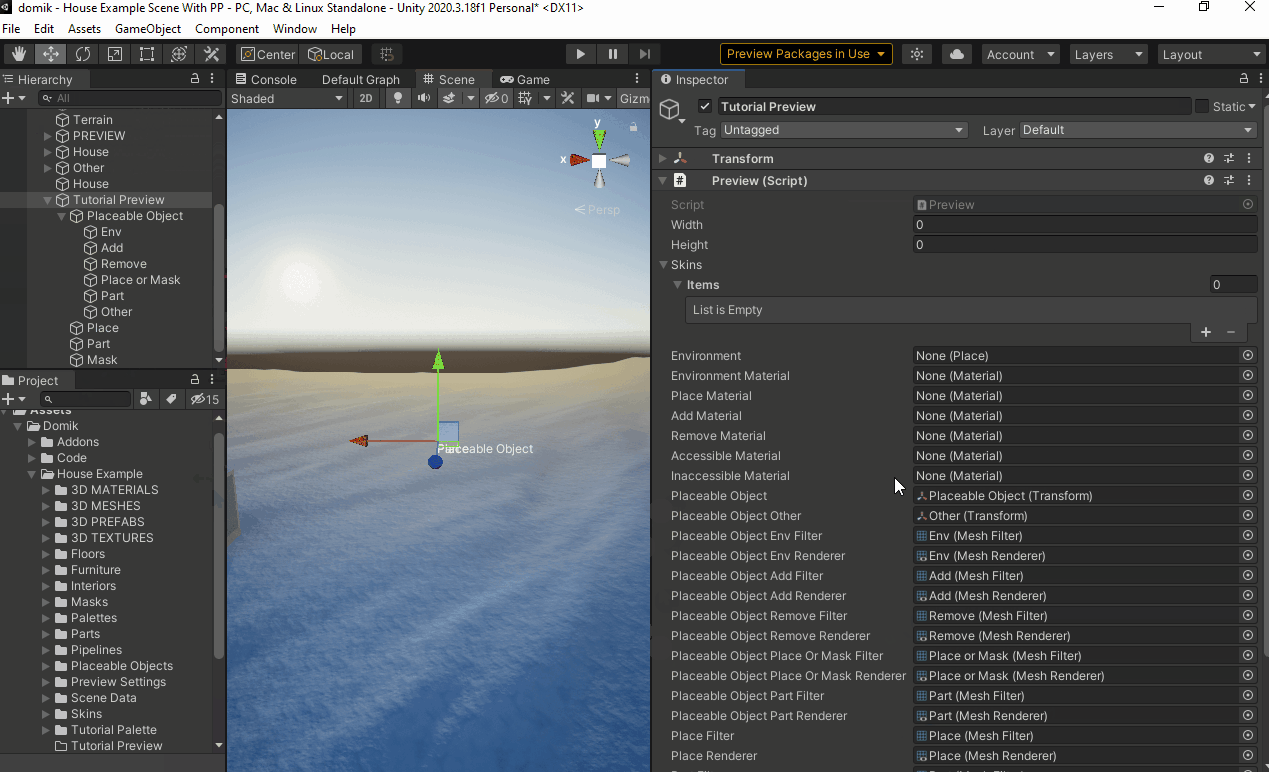 domik - House Example Scene With PP - PC, Mac & Linux Standalone - Unity 2020.3.18f1 Personal* <DX11>
File Edit Assets GameObject Component Window Help
Center Local Preview Packages in Use Account Layers Layout
Hierarchy
All
Terrain
PREVIEW
House
Other
House
Tutorial Preview
Placeable Object
Env
Add
Remove
Place or Mask
Part
Other
Place
Part
Mask
Project
15
Assets
Domik
Addons
Code
House Example
3D MATERIALS
3D MESHES
3D PREFABS
3D TEXTURES
Floors
Furniture
Interiors
Masks
Palettes
Parts
Pipelines
Placeable Objects
Preview Settings
Scene Data
Skins
Tutorial Palette
Tutorial Preview
Console Default Graph Scene Game
Shaded 2D 0 Gizm
y
x
Persp
Placeable Object
Inspector
Tutorial Preview Static
Tag Untagged Layer Default
Transform
# Preview (Script)
Script Preview
Width 0
Height 0
Skins
Items 0
List is Empty
+ -
Environment None (Place)
Environment Material None (Material)
Place Material None (Material)
Add Material None (Material)
Remove Material None (Material)
Accessible Material None (Material)
Inaccessible Material None (Material)
Placeable Object Placeable Object (Transform)
Placeable Object Other Other (Transform)
Placeable Object Env Filter Env (Mesh Filter)
Placeable Object Env Renderer Env (Mesh Renderer)
Placeable Object Add Filter Add (Mesh Filter)
Placeable Object Add Renderer Add (Mesh Renderer)
Placeable Object Remove Filter Remove (Mesh Filter)
Placeable Object Remove Renderer Remove (Mesh Renderer)
Placeable Object Place Or Mask Filter Place or Mask (Mesh Filter)
Placeable Object Place Or Mask Renderer Place or Mask (Mesh Renderer)
Placeable Object Part Filter Part (Mesh Filter)
Placeable Object Part Renderer Part (Mesh Renderer)
Place Filter Place (Mesh Filter)
Place Renderer Place (Mesh Renderer)